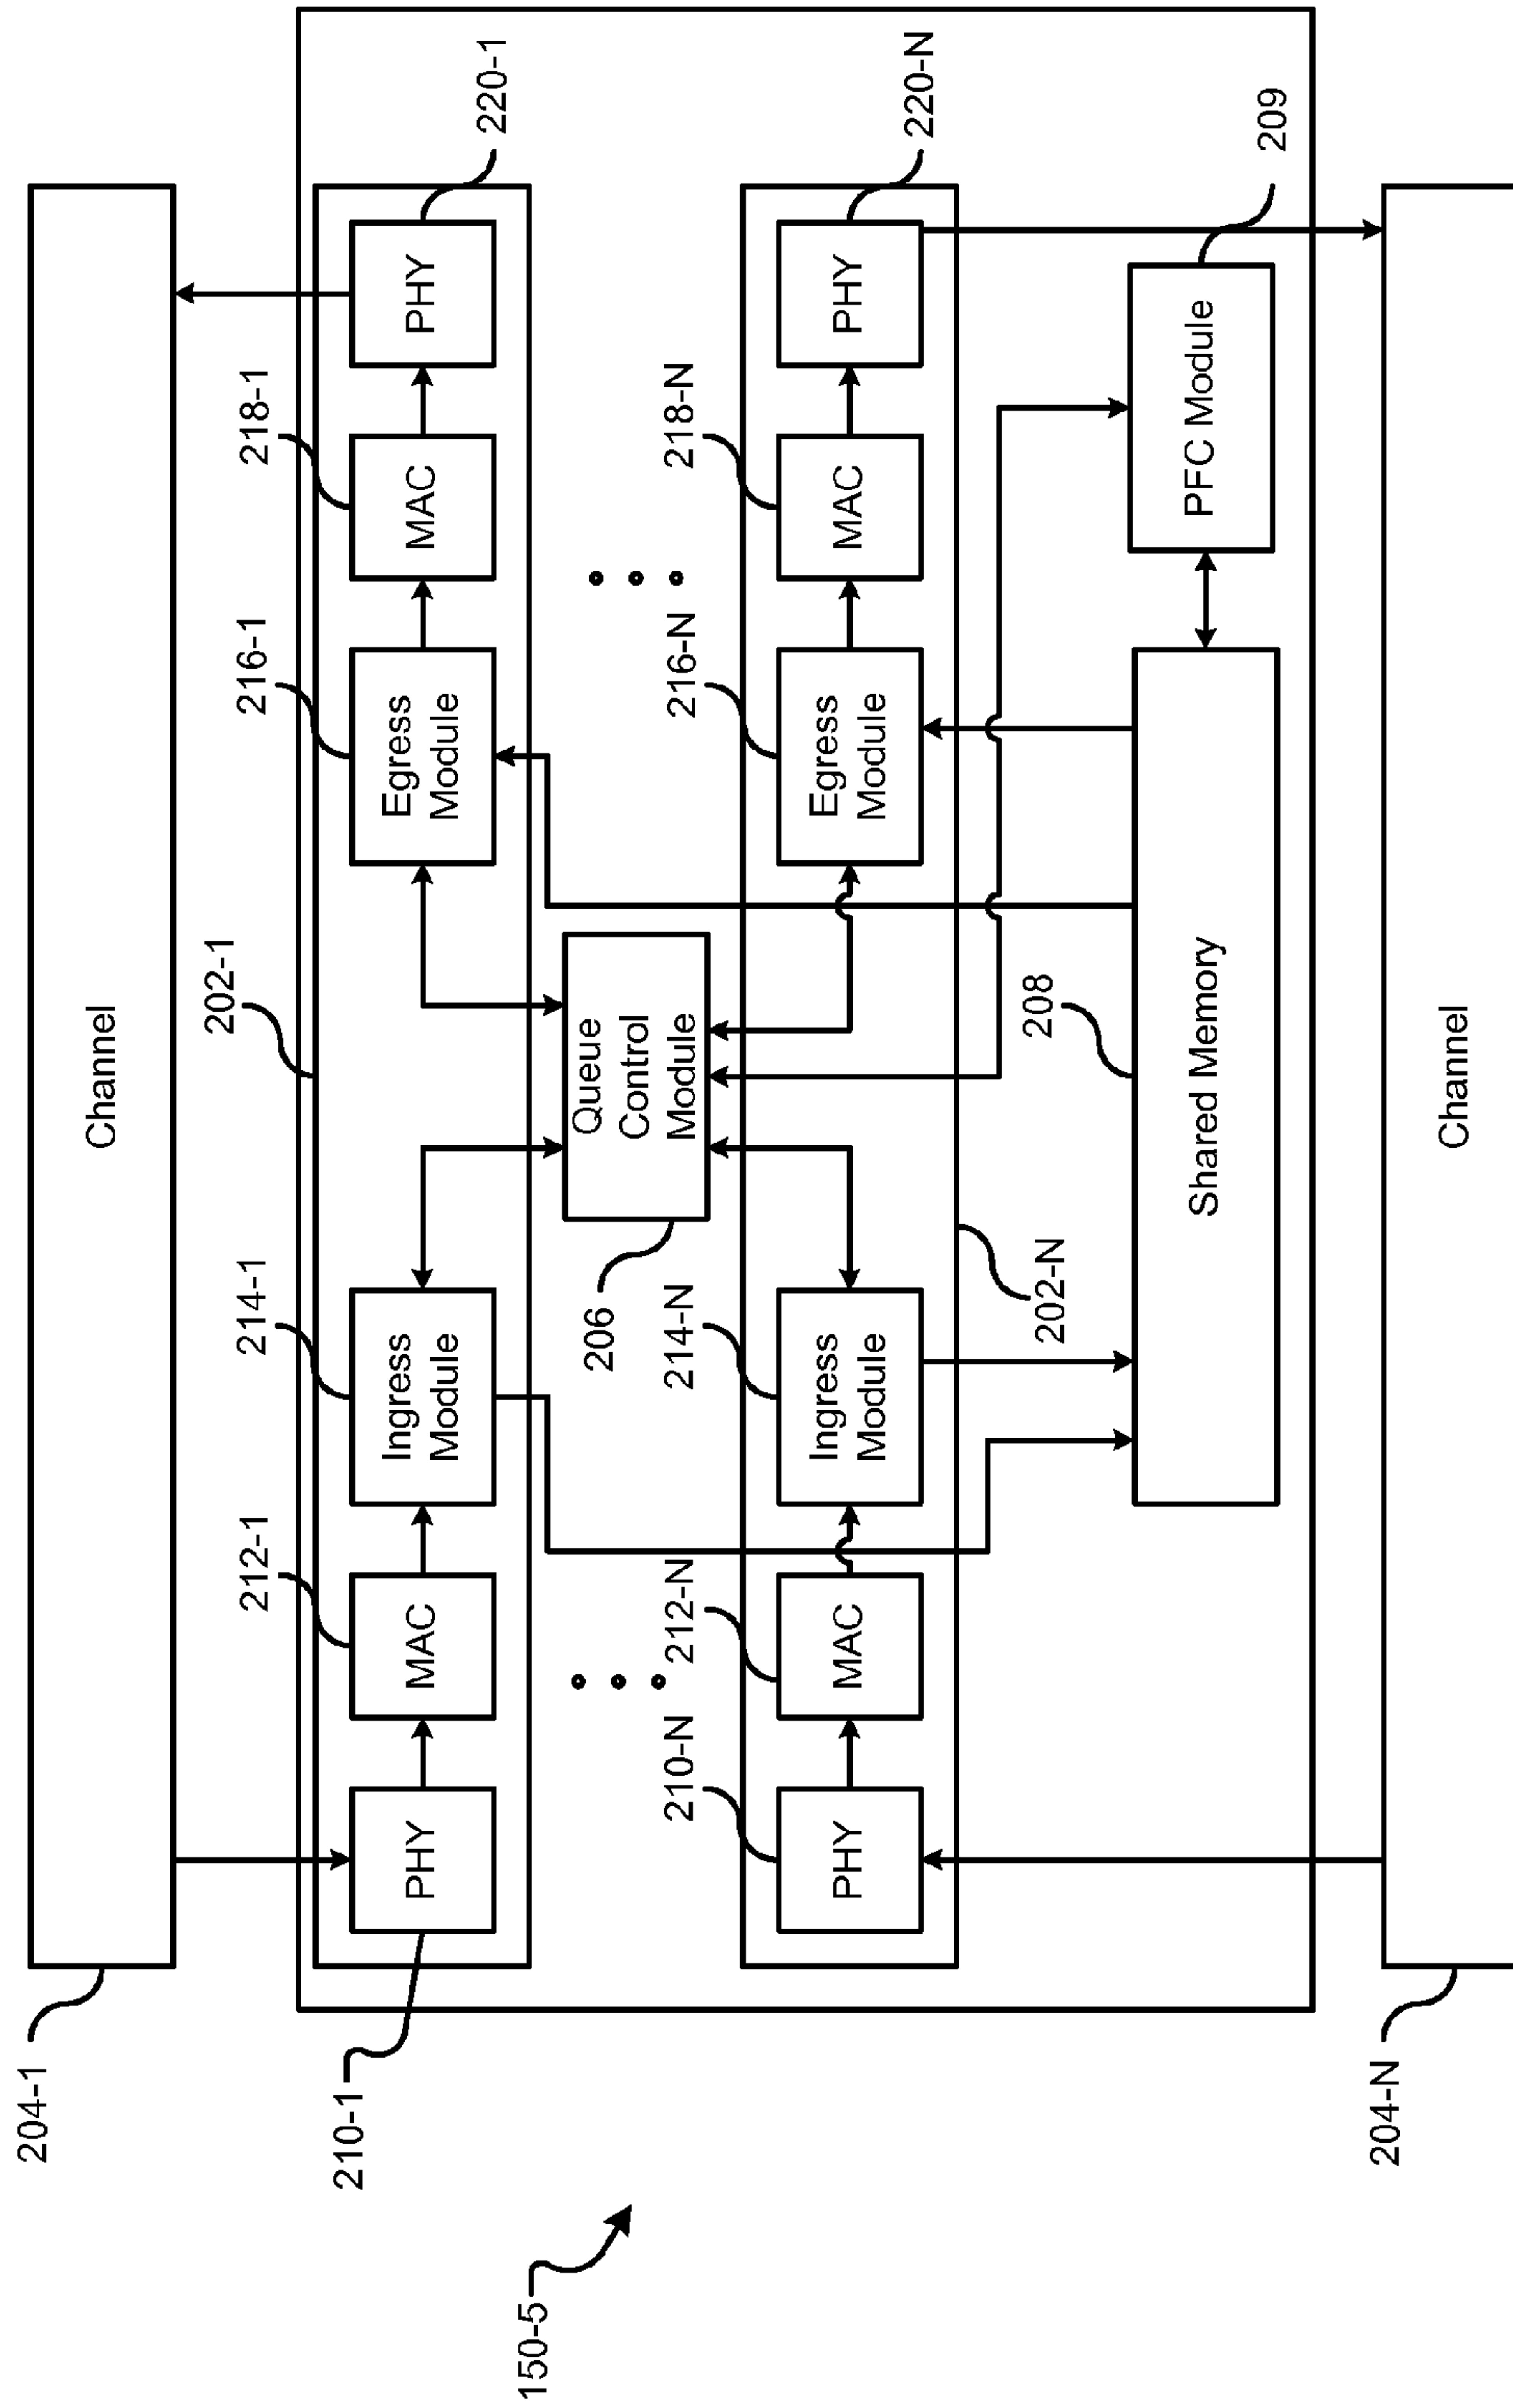 204-1
Channel
202-1
210-1
212-1
214-1
216-1
218-1
220-1
PHY
MAC
Ingress
Module
Egress
Module
MAC
PHY
150-5
206
Queue
Control
Module
210-N
212-N
214-N
216-N
218-N
220-N
PHY
MAC
Ingress
Module
Egress
Module
MAC
PHY
202-N
208
209
Shared Memory
PFC Module
204-N
Channel